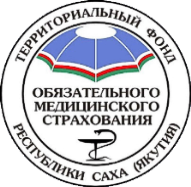 ТЕРРИТОРИАЛЬНЫЙ ФОНД
ОБЯЗАТЕЛЬНОГО
МЕДИЦИНСКОГО
СТРАХОВАНИЯ
РЕСПУБЛИКИ САХА (ЯКУТИЯ)